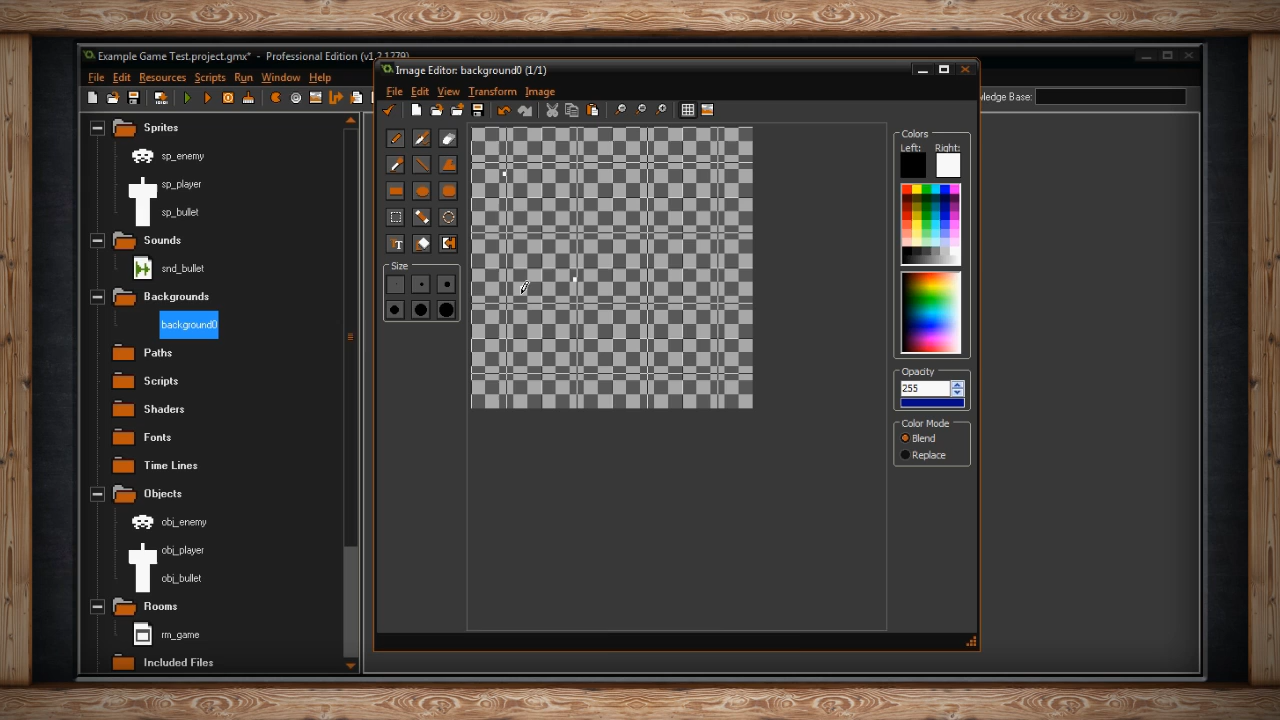 Example Game Test.project.gmx* - Professional Edition (v1.2.1279)
File Edit Resources Scripts Run Window Help
Image Editor: background0 (1/1)
File Edit View Transform Image
Sprites
sp_enemy
sp_player
sp_bullet
Sounds
snd_bullet
Backgrounds
background0
Paths
Scripts
Shaders
Fonts
Time Lines
Objects
obj_enemy
obj_player
obj_bullet
Rooms
rm_game
Included Files
Size
Base:
Colors
Left: Right:
Opacity
255
Color Mode
Blend
Replace